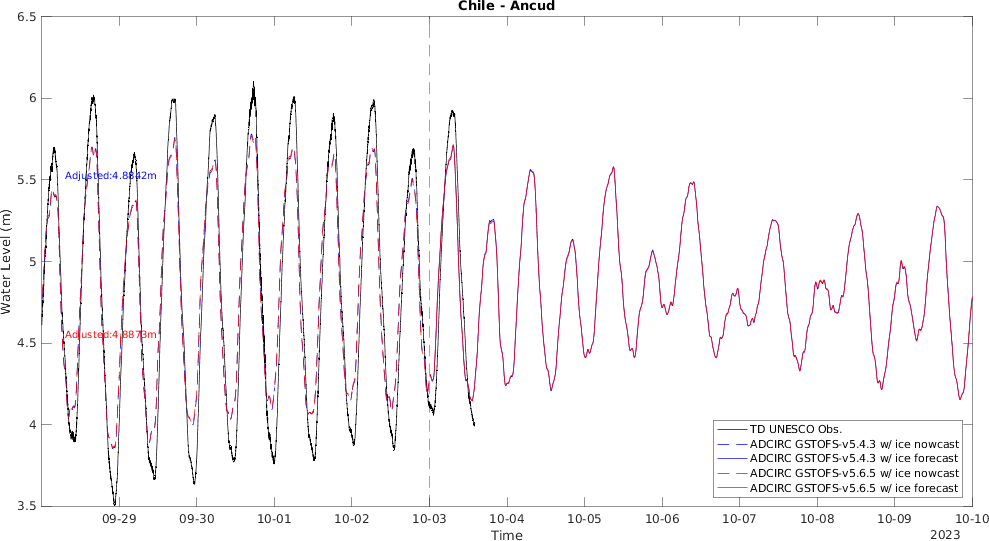 Chile - Ancud
6.5
6
5.5
5
4.5
4
3.5
Water Level (m)
Adjusted:4.8842m
Adjusted:4.8873m
TD UNESCO Obs.
ADCIRC GSTOFS-v5.4.3 w/ ice nowcast
ADCIRC GSTOFS-v5.4.3 w/ ice forecast
ADCIRC GSTOFS-v5.6.5 w/ ice nowcast
ADCIRC GSTOFS-v5.6.5 w/ ice forecast
09-29 09-30 10-01 10-02 10-03 10-04 10-05 10-06 10-07 10-08 10-09 10-10
Time
2023